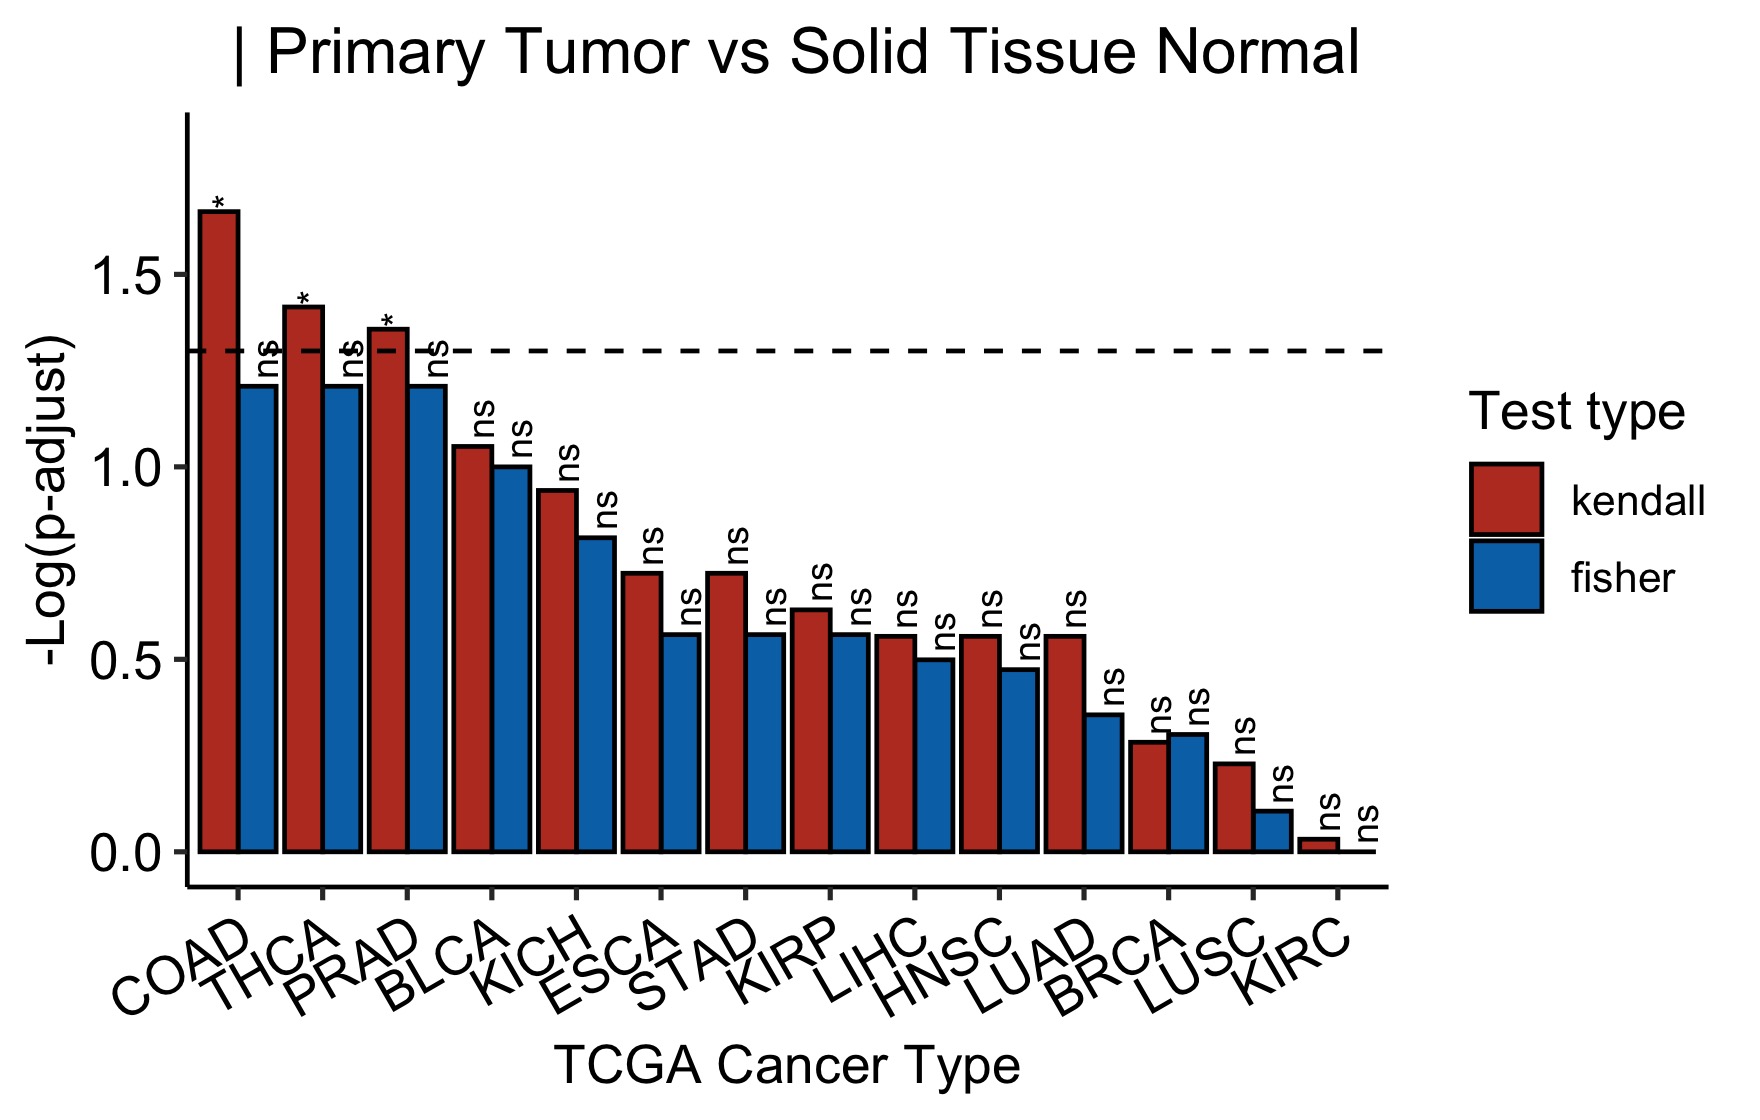 | Primary Tumor vs Solid Tissue Normal
-Log(p-adjust)
1.5
1.0
0.5
0.0
* ns * ns * ns ns ns ns ns ns ns ns ns ns ns ns ns ns ns ns ns ns ns ns ns ns ns
COAD THCA PRAD BLCA KICH ESCA STAD KIRP LIHC HNSC LUAD BRCA LUSC KIRC
TCGA Cancer Type
Test type
kendall
fisher